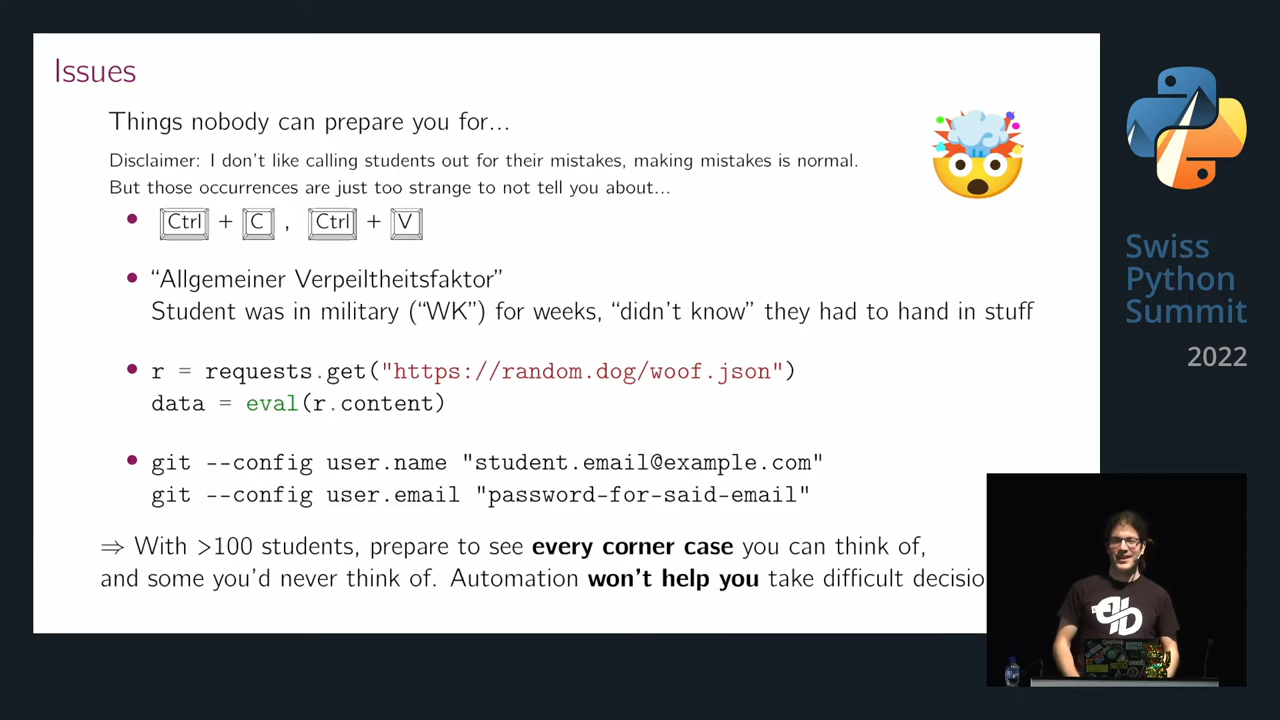 Issues
Things nobody can prepare you for...
Disclaimer: I don't like calling students out for their mistakes, making mistakes is normal.
But those occurrences are just too strange to not tell you about...
Ctrl + C , Ctrl + V
“Allgemeiner Verpeiltheitsfaktor”
Student was in military (“WK”) for weeks, “didn't know” they had to hand in stuff
r = requests.get("https://random.dog/woof.json")
data = eval(r.content)
git --config user.name "student.email@example.com"
git --config user.email "password-for-said-email"
⇒ With >100 students, prepare to see every corner case you can think of,
and some you'd never think of. Automation won't help you take difficult decisio
Swiss
Python
Summit
2022